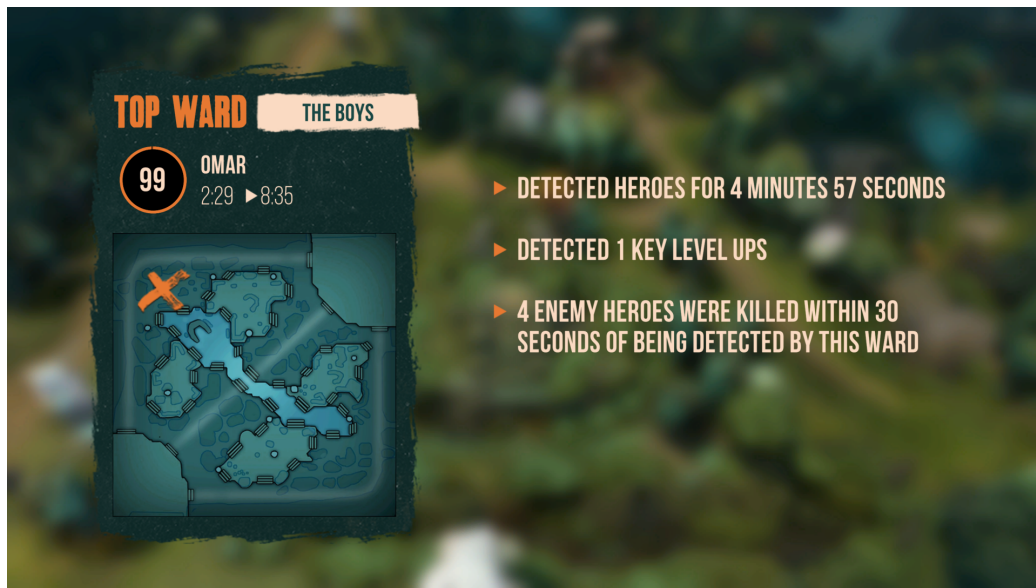 TOP WARD
THE BOYS
99
OMAR
2:29 ▶8:35
DETECTED HEROES FOR 4 MINUTES 57 SECONDS
DETECTED 1 KEY LEVEL UPS
4 ENEMY HEROES WERE KILLED WITHIN 30
SECONDS OF BEING DETECTED BY THIS WARD